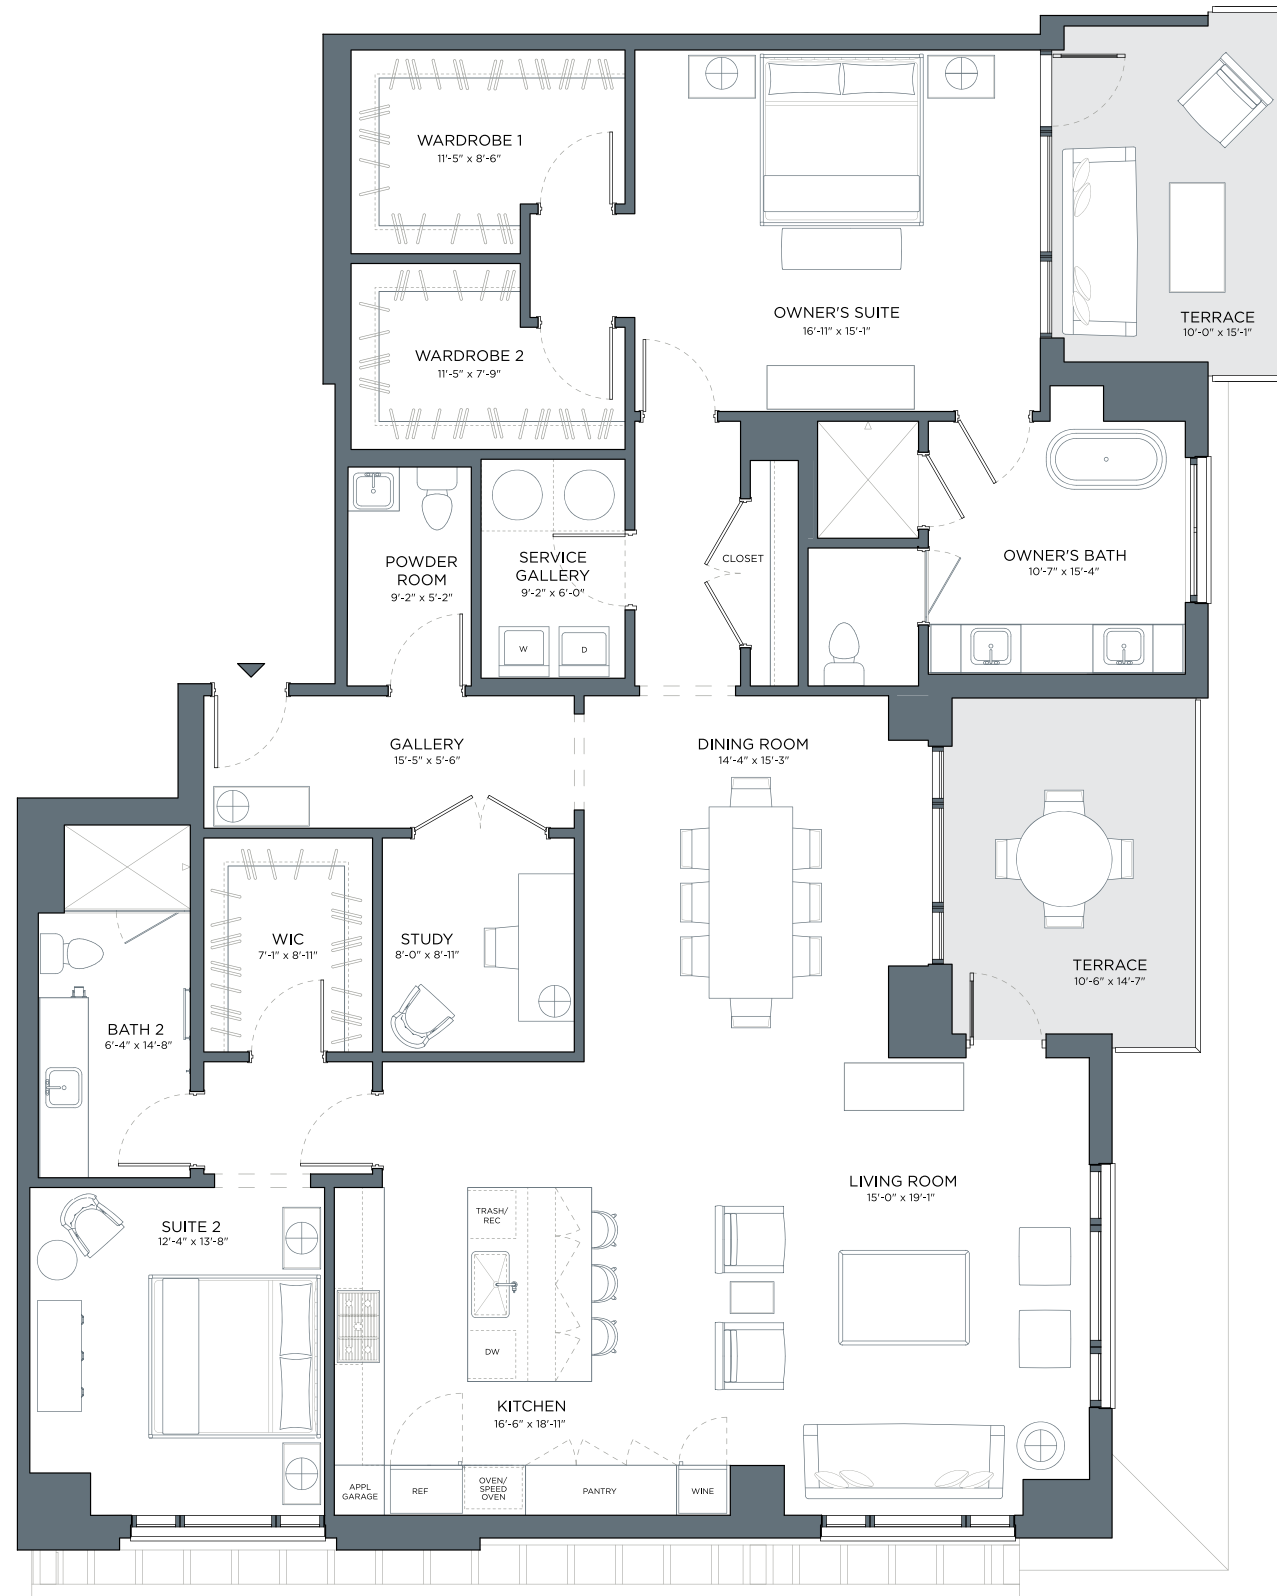 WARDROBE 1
11'-5" x 8'-6"
WARDROBE 2
11'-5" x 7'-9"
OWNER'S SUITE
16'-11" x 15'-1"
TERRACE
10'-0" x 15'-1"
POWDER
ROOM
9'-2" x 5'-2"
SERVICE
GALLERY
9'-2" x 6'-0"
W
D
CLOSET
OWNER'S BATH
10'-7" x 15'-4"
GALLERY
15'-5" x 5'-6"
DINING ROOM
14'-4" x 15'-3"
WIC
7'-1" x 8'-11"
STUDY
8'-0" x 8'-11"
TERRACE
10'-6" x 14'-7"
BATH 2
6'-4" x 14'-8"
LIVING ROOM
15'-0" x 19'-1"
SUITE 2
12'-4" x 13'-8"
TRASH/
REC
DW
KITCHEN
16'-6" x 18'-11"
APPL
GARAGE
REF
OVEN/
SPEED
OVEN
PANTRY
WINE